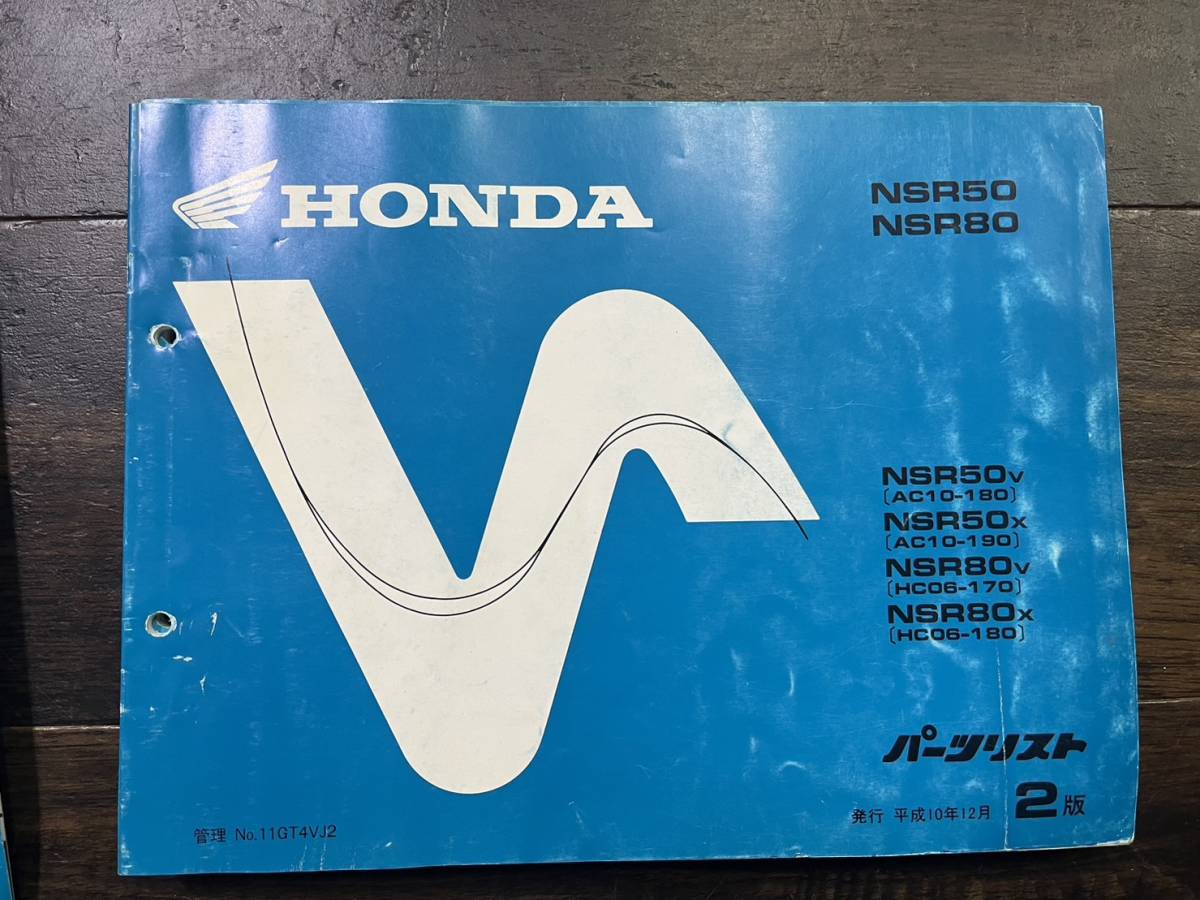 HONDA
NSR50
NSR80
NSR50V
(AC10-180)
NSR50X
(AC10-190)
NSR80V
(HC06-170)
NSR80X
(HC06-180)
パーツリスト
発行 平成10年12月 2版
管理 No.11GT4VJ2